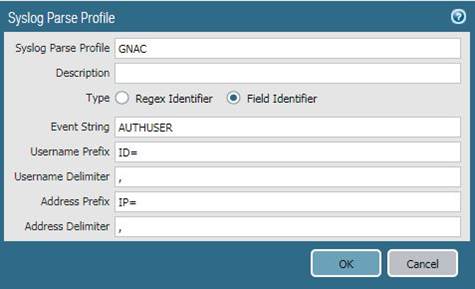 Syslog Parse Profile
Syslog Parse Profile GNAC
Description
Type Regex Identifier Field Identifier
Event String AUTHUSER
Username Prefix ID=
Username Delimiter ,
Address Prefix IP=
Address Delimiter ,
OK Cancel